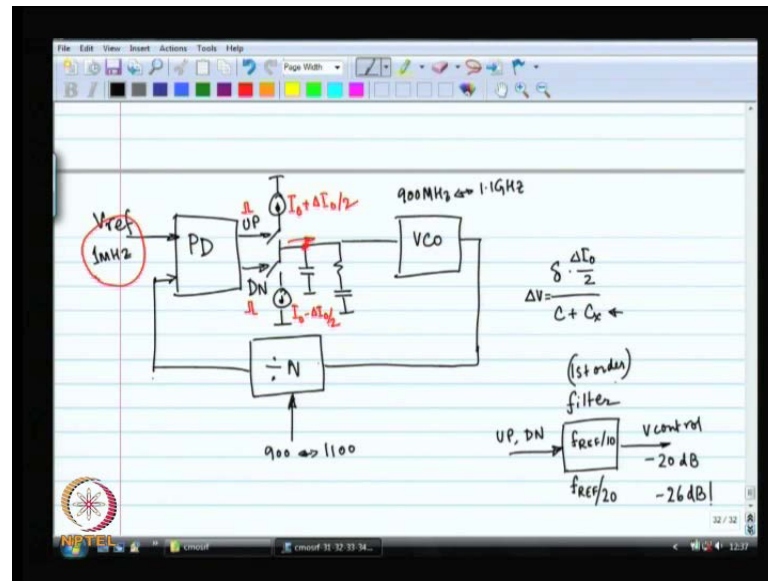 File Edit View Insert Actions Tools Help
Page Width
B I
Vref
1MHz
PD
UP
DN
I₀+ΔI₀/2
I₀-ΔI₀/2
900MHz ↔ 1.1GHz
VCO
÷N
900 ↔ 1100
ΔV= δ · ΔI₀/2 / C + Cx ←
(1st order)
filter
UP, DN
fREF/10
Vcontrol
-20 dB
fREF/20
-26 dB!
32 / 32
NPTEL
cmosrf
cmosrf-31-32-33-34...
12:37